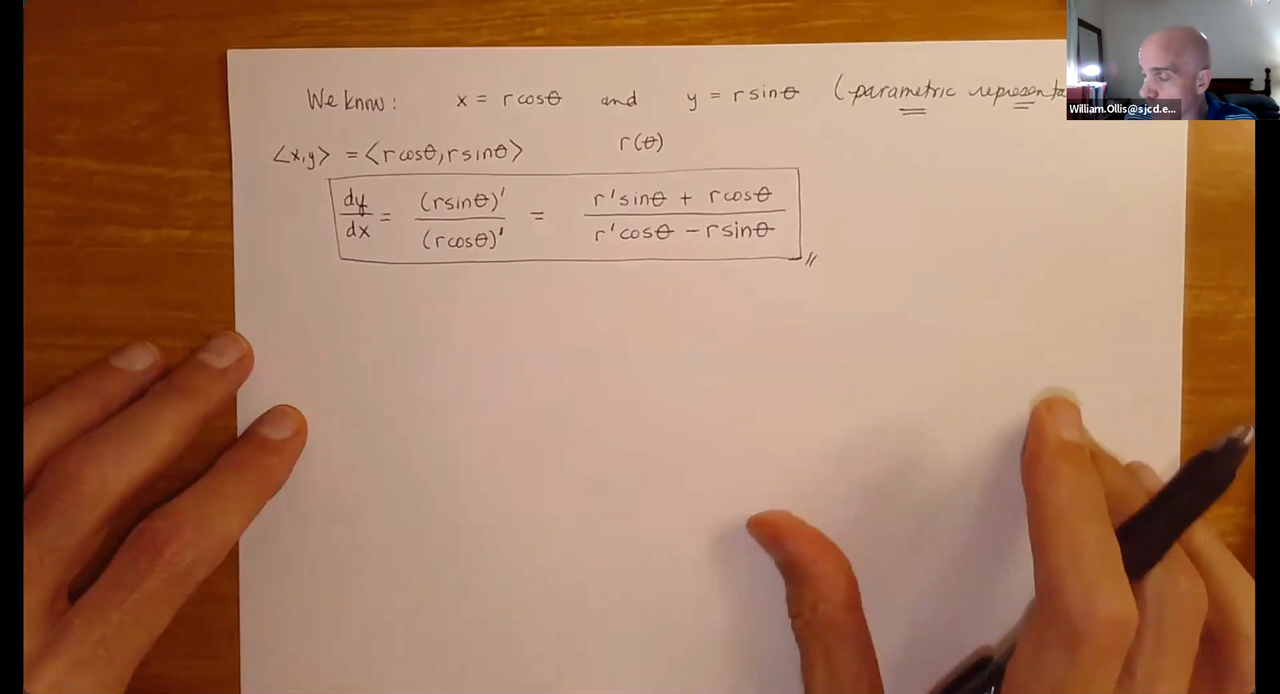 We know: x = rcosθ and y = rsinθ (parametric
William.Ollis@sjcd.e...
<x,y> = <rcosθ, rsinθ> r(θ)
dy/dx = (rsinθ)'/(rcosθ)' = r'sinθ + rcosθ / r'cosθ - rsinθ